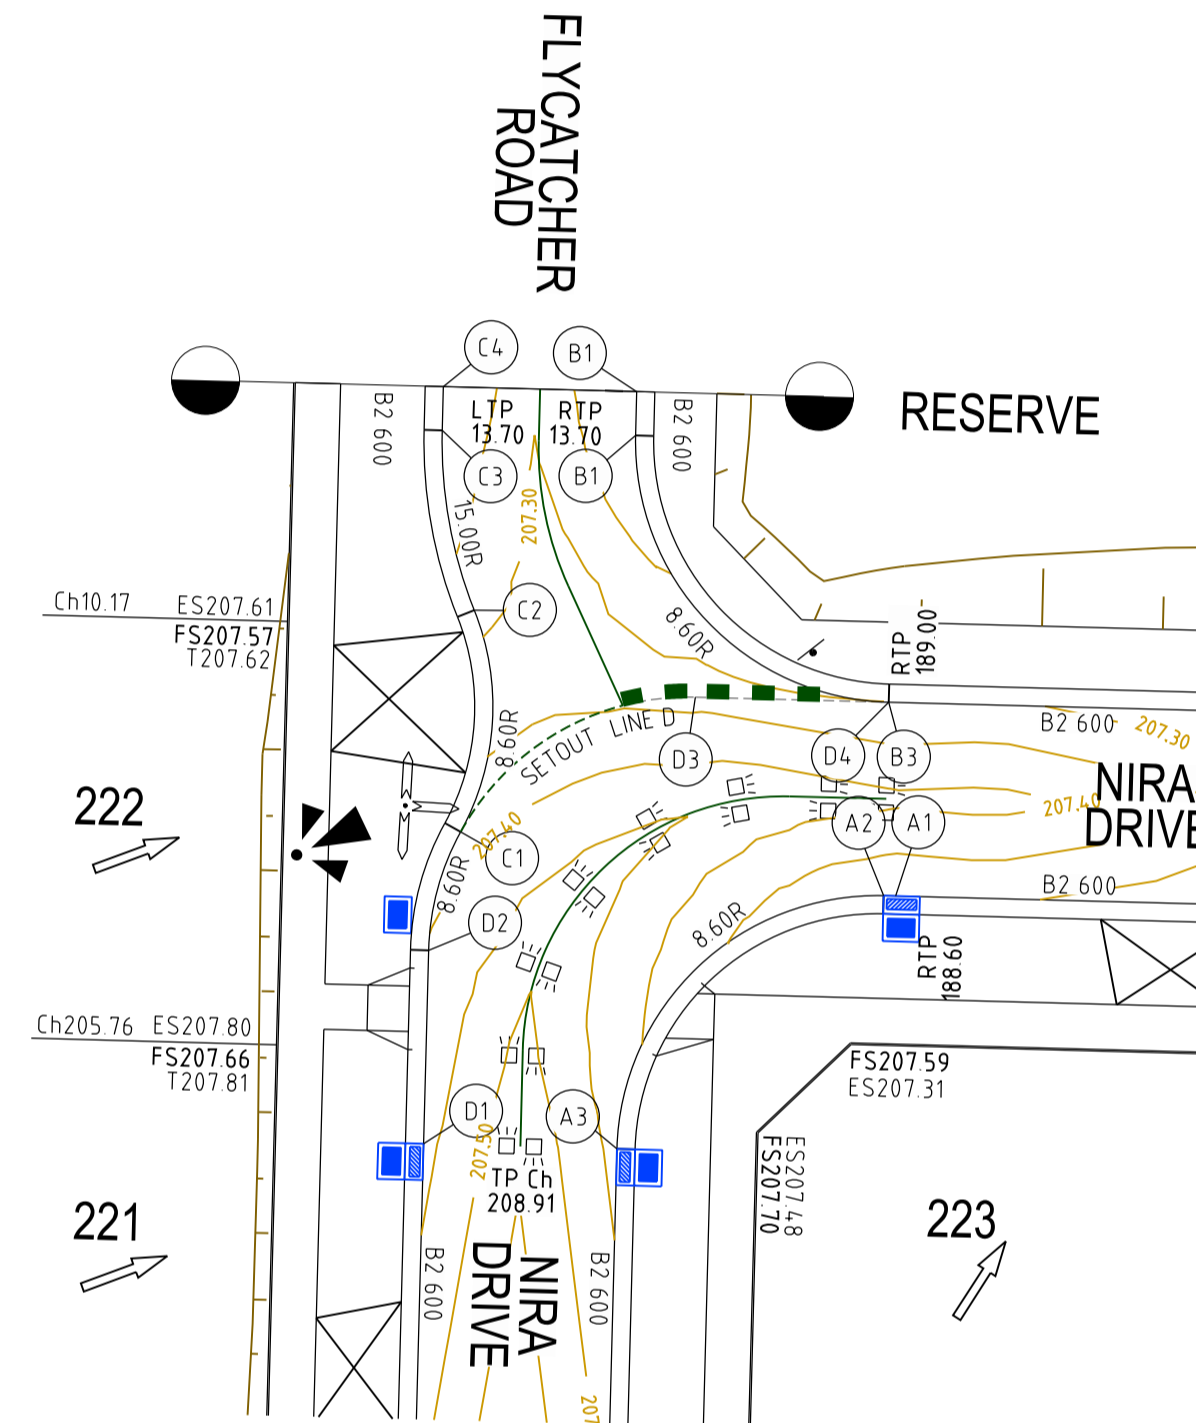 FLYCATCHER
ROAD
C4
B1
RESERVE
B2 600
LTP
13.70
RTP
13.70
B2 600
C3
B1
207.30
15.00R
C2
8.60R
Ch10.17
ES207.61
FS207.57
T207.62
RTP
189.00
8.60R
SETOUT LINE D
D3
D4
B3
B2 600
207.30
NIRA
DRIVE
207.40
222
207.40
C1
A2
A1
8.60R
B2 600
D2
8.60R
RTP
188.60
Ch205.76
ES207.80
FS207.66
T207.81
FS207.59
ES207.31
D1
A3
207.50
TP Ch
208.91
ES207.48
FS207.70
221
223
B2 600
NIRA
DRIVE
B2 600
207